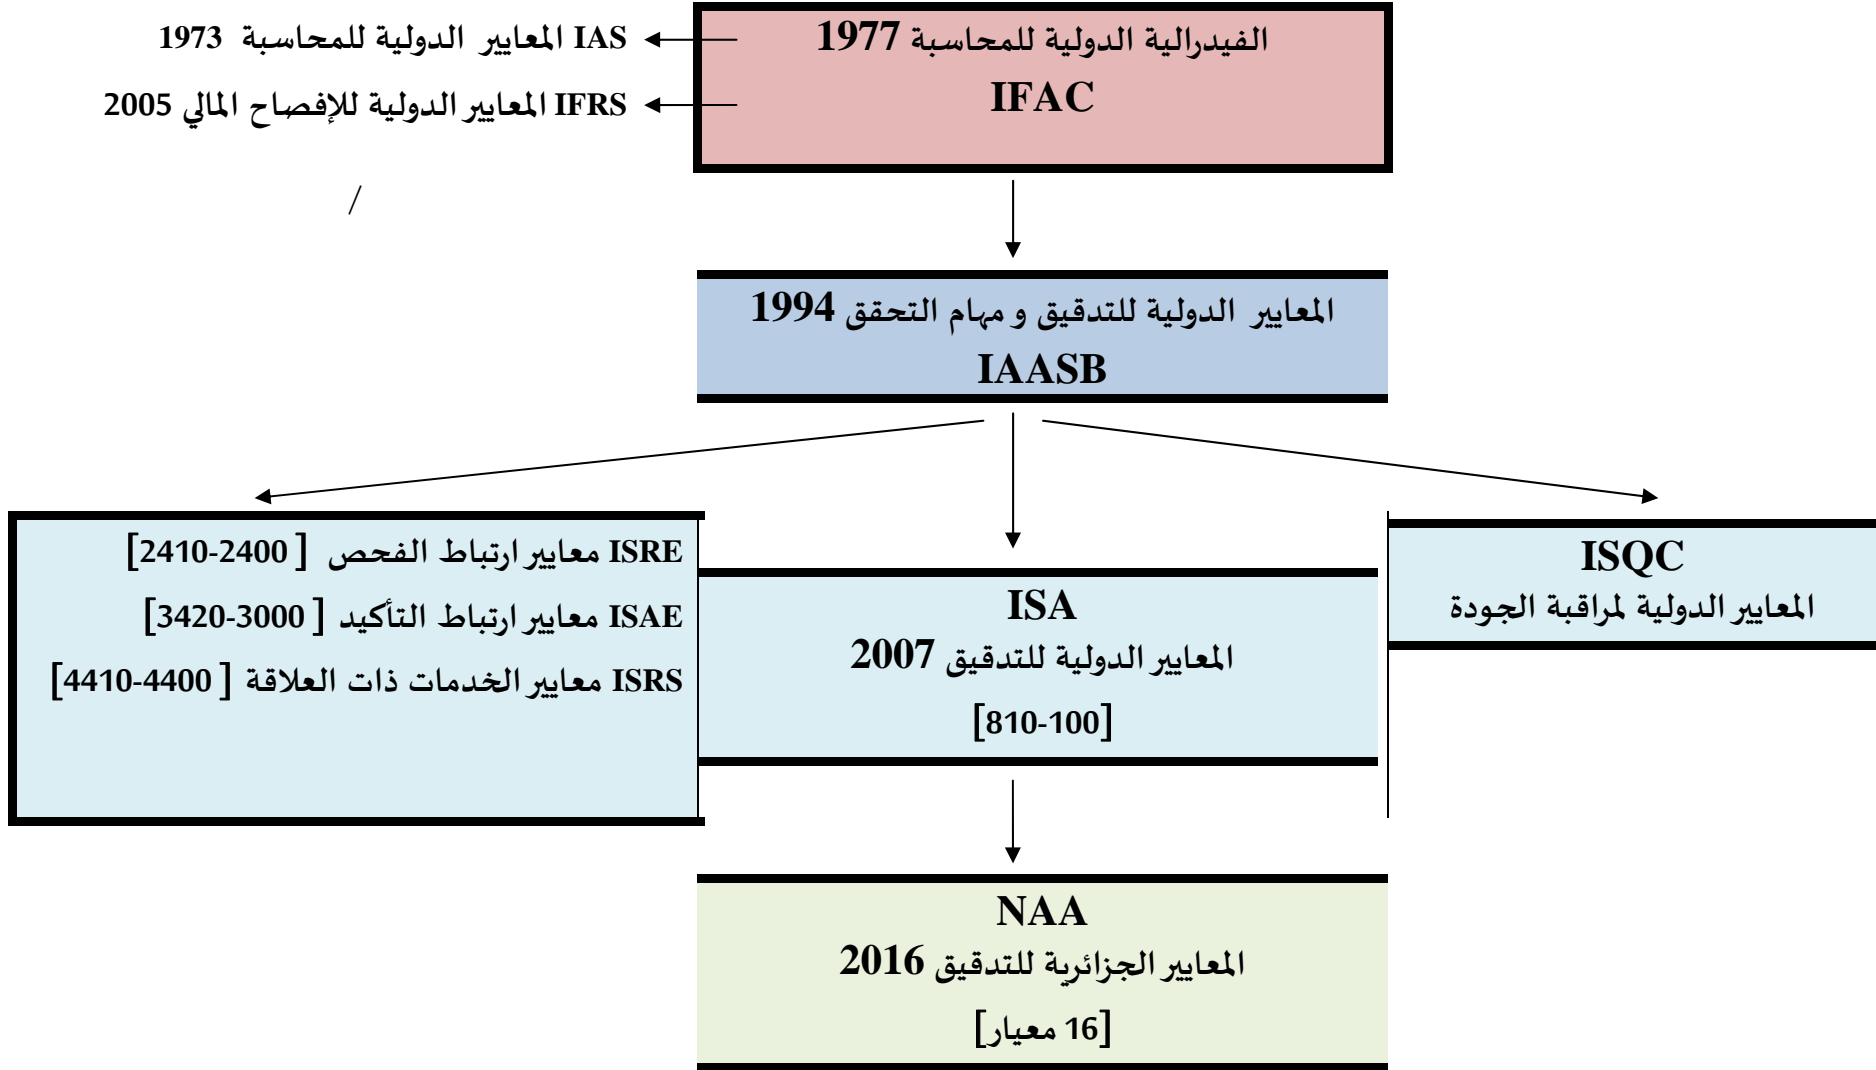 الفيدرالية الدولية للمحاسبة 1977
IFAC
IAS المعايير الدولية للمحاسبة 1973
IFRS المعايير الدولية للإفصاح المالي 2005
/
المعايير الدولية للتدقيق و مهام التحقق 1994
IAASB
ISQC
المعايير الدولية لمراقبة الجودة
ISA
المعايير الدولية للتدقيق 2007
[810-100]
ISRE معايير ارتباط الفحص [2410-2400]
ISAE معايير ارتباط التأكيد [3420-3000]
ISRS معايير الخدمات ذات العلاقة [4410-4400]
NAA
المعايير الجزائرية للتدقيق 2016
[16 معيار]